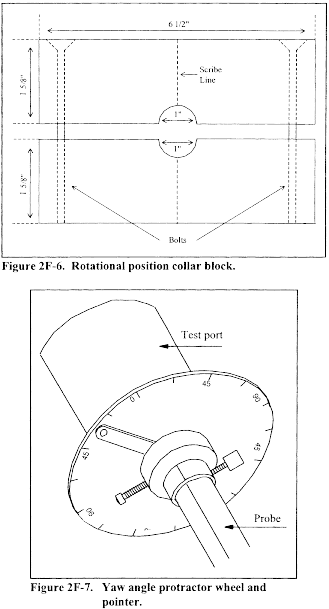 6 1/2"
Scribe
Line
1 5/8"
1"
1"
1 5/8"
Bolts
Figure 2F-6. Rotational position collar block.
Test port
0
45
90
45
45
90
Probe
Figure 2F-7. Yaw angle protractor wheel and
pointer.